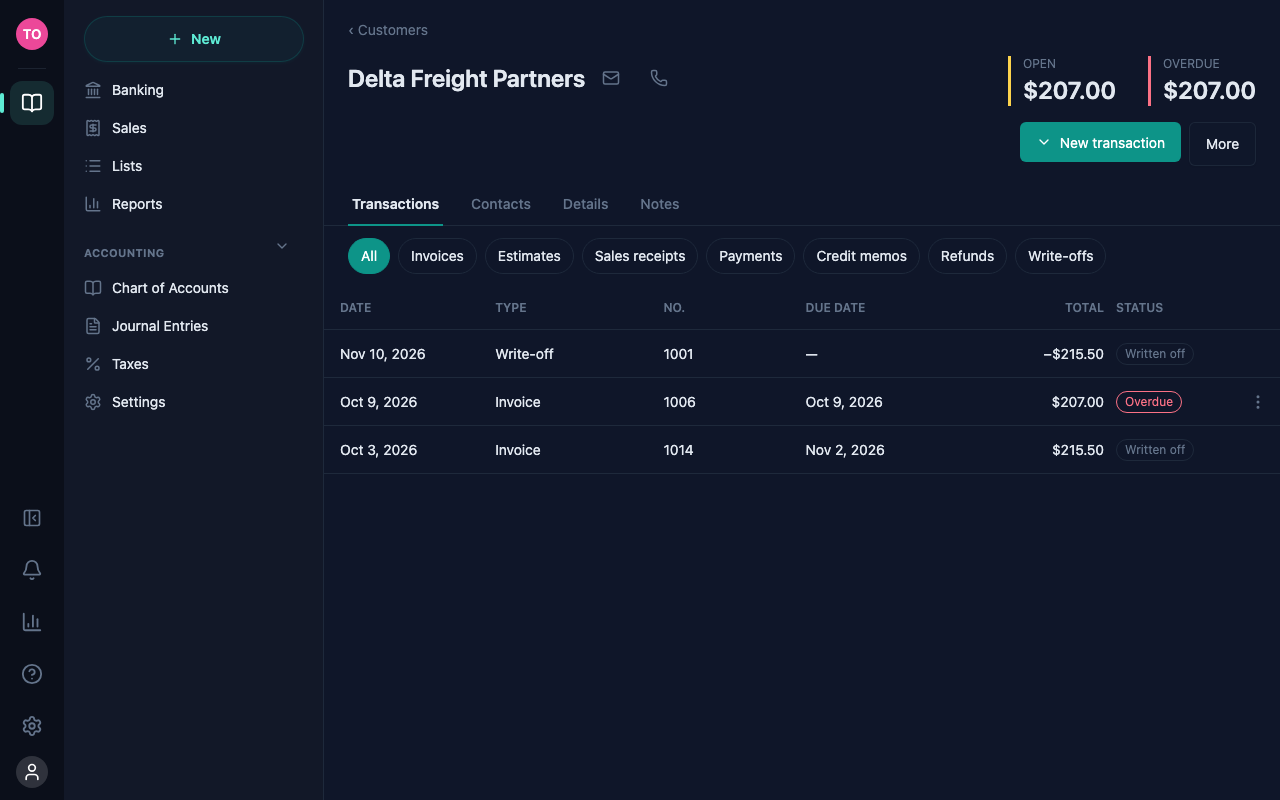 TO
New
Banking
Sales
Lists
Reports
ACCOUNTING
Chart of Accounts
Journal Entries
Taxes
Settings
‹ Customers
Delta Freight Partners
OPEN
$207.00
OVERDUE
$207.00
New transaction
More
Transactions Contacts Details Notes
All Invoices Estimates Sales receipts Payments Credit memos Refunds Write-offs
DATE TYPE NO. DUE DATE TOTAL STATUS
Nov 10, 2026 Write-off 1001 — −$215.50 Written off
Oct 9, 2026 Invoice 1006 Oct 9, 2026 $207.00 Overdue
Oct 3, 2026 Invoice 1014 Nov 2, 2026 $215.50 Written off